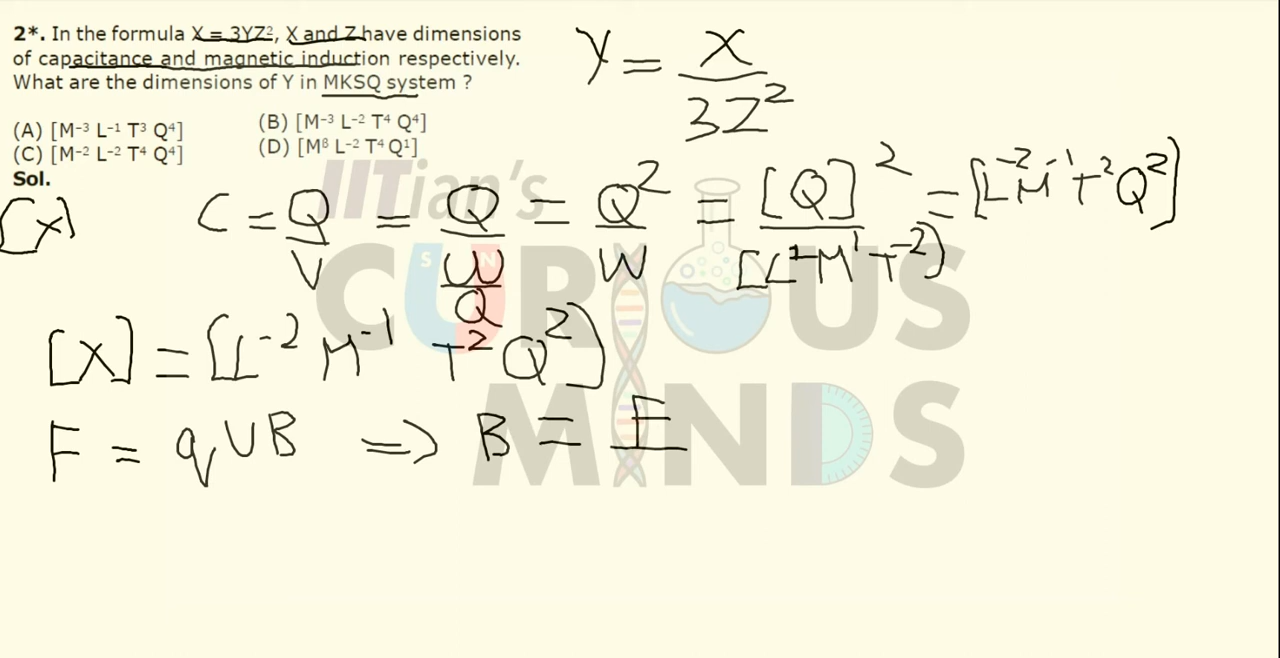 2*. In the formula X = 3YZ², X and Z have dimensions
of capacitance and magnetic induction respectively.
What are the dimensions of Y in MKSQ system ?
(A) [M⁻³ L⁻¹ T³ Q⁴]
(B) [M⁻³ L⁻² T⁴ Q⁴]
(C) [M⁻² L⁻² T⁴ Q⁴]
(D) [M⁸ L⁻² T⁴ Q¹]
Sol.
Y = X / 3Z²
[X] C = Q/V = Q/(W/Q) = Q²/W = [Q]²/[L²M¹T⁻²] = [L⁻²M⁻¹T²Q²]
[X] = [L⁻² M⁻¹ T² Q²]
F = qUB ⇒ B = F
IITian's
CURIOUS
S N
MINDS